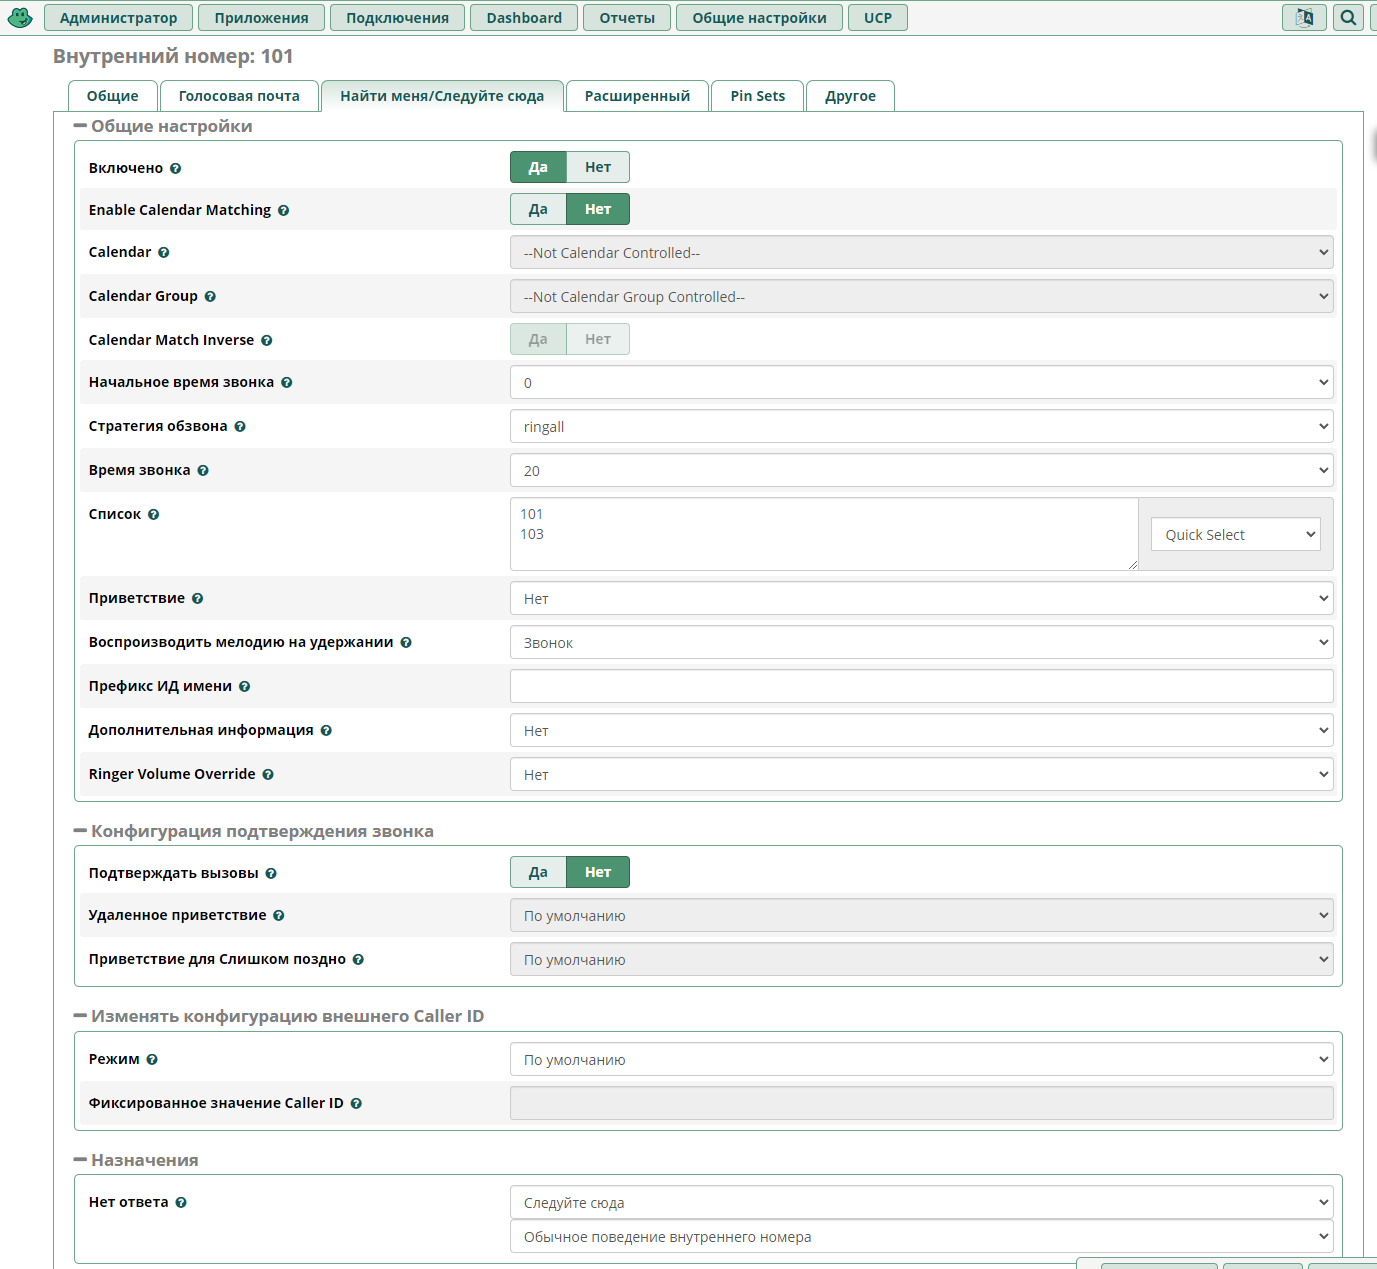 Администратор Приложения Подключения Dashboard Отчеты Общие настройки UCP
Внутренний номер: 101
Общие Голосовая почта Найти меня/Следуйте сюда Расширенный Pin Sets Другое
Общие настройки
Включено Да Нет
Enable Calendar Matching Да Нет
Calendar --Not Calendar Controlled--
Calendar Group --Not Calendar Group Controlled--
Calendar Match Inverse Да Нет
Начальное время звонка 0
Стратегия обзвона ringall
Время звонка 20
Список 101
103
Quick Select
Приветствие Нет
Воспроизводить мелодию на удержании Звонок
Префикс ИД имени
Дополнительная информация Нет
Ringer Volume Override Нет
Конфигурация подтверждения звонка
Подтверждать вызовы Да Нет
Удаленное приветствие По умолчанию
Приветствие для Слишком поздно По умолчанию
Изменять конфигурацию внешнего Caller ID
Режим По умолчанию
Фиксированное значение Caller ID
Назначения
Нет ответа Следуйте сюда
Обычное поведение внутреннего номера